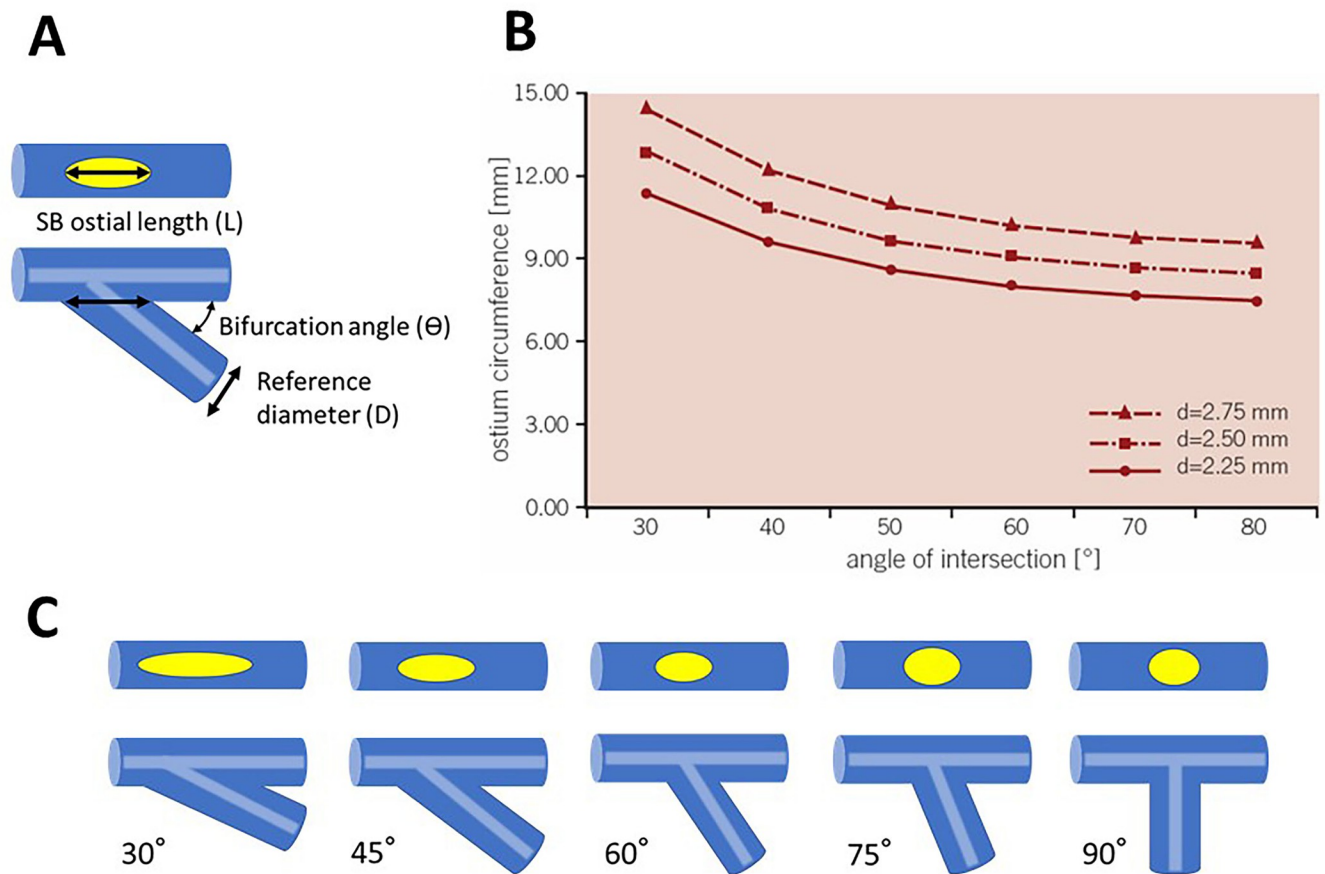 A
SB ostial length (L)
Bifurcation angle (Θ)
Reference
diameter (D)
B
15.00
12.00
9.00
6.00
3.00
0.00
ostium circumference [mm]
d=2.75 mm
d=2.50 mm
d=2.25 mm
30 40 50 60 70 80
angle of intersection [°]
C
30° 45° 60° 75° 90°